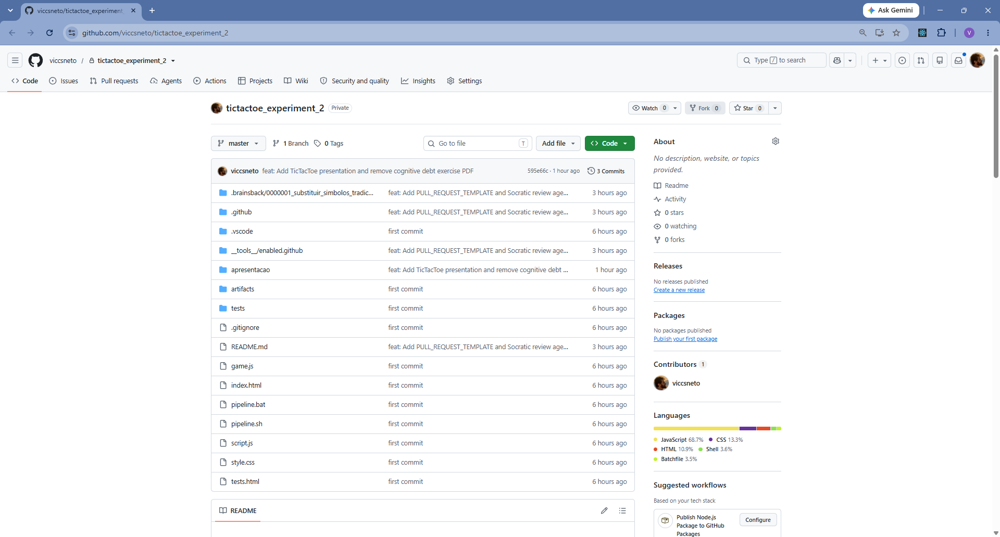 viccsneto/tictactoe_experiment_
Ask Gemini
github.com/viccsneto/tictactoe_experiment_2
V
viccsneto / tictactoe_experiment_2
Type / to search
Code Issues Pull requests Agents Actions Projects Wiki Security and quality Insights Settings
tictactoe_experiment_2 Private
Watch 0 Fork 0 Star 0
master 1 Branch 0 Tags Go to file T Add file Code
viccsneto feat: Add TicTacToe presentation and remove cognitive debt exercise PDF 595e66c · 1 hour ago 3 Commits
.brainsback/0000001_substituir_simbolos_tradic... feat: Add PULL_REQUEST_TEMPLATE and Socratic review age... 3 hours ago
.github feat: Add PULL_REQUEST_TEMPLATE and Socratic review age... 3 hours ago
.vscode first commit 6 hours ago
__tools__/enabled.github feat: Add PULL_REQUEST_TEMPLATE and Socratic review age... 3 hours ago
apresentacao feat: Add TicTacToe presentation and remove cognitive debt ... 1 hour ago
artifacts first commit 6 hours ago
tests first commit 6 hours ago
.gitignore first commit 6 hours ago
README.md feat: Add PULL_REQUEST_TEMPLATE and Socratic review age... 3 hours ago
game.js first commit 6 hours ago
index.html first commit 6 hours ago
pipeline.bat first commit 6 hours ago
pipeline.sh first commit 6 hours ago
script.js first commit 6 hours ago
style.css first commit 6 hours ago
tests.html first commit 6 hours ago
README
About
No description, website, or topics
provided.
Readme
Activity
0 stars
0 watching
0 forks
Releases
No releases published
Create a new release
Packages
No packages published
Publish your first package
Contributors 1
viccsneto
Languages
JavaScript 68.7% CSS 13.3%
HTML 10.9% Shell 3.6%
Batchfile 3.5%
Suggested workflows
Based on your tech stack
Publish Node.js
Package to GitHub
Packages
Configure